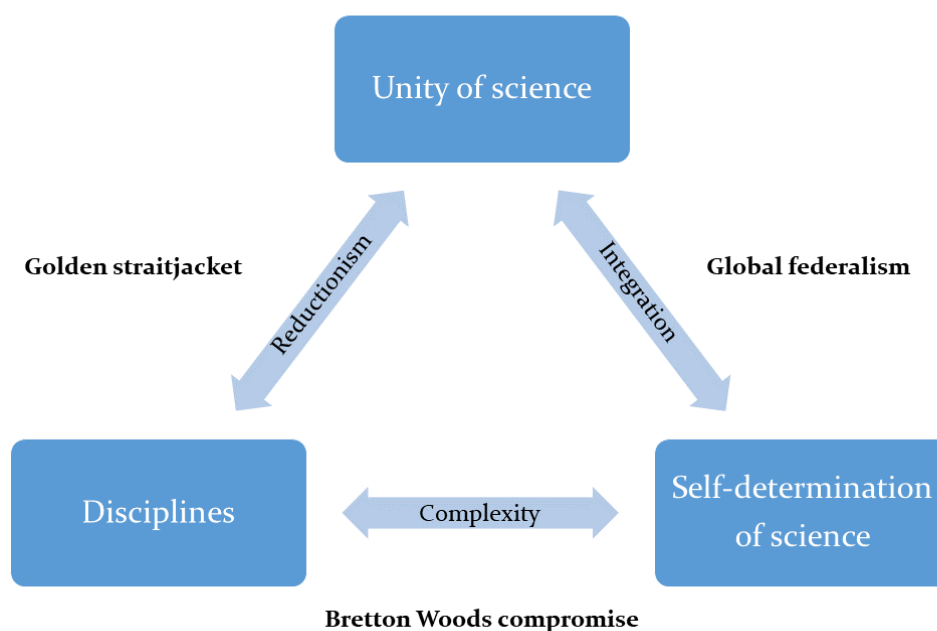 Unity of science
Golden straitjacket
Reductionism
Integration
Global federalism
Disciplines
Complexity
Self-determination
of science
Bretton Woods compromise